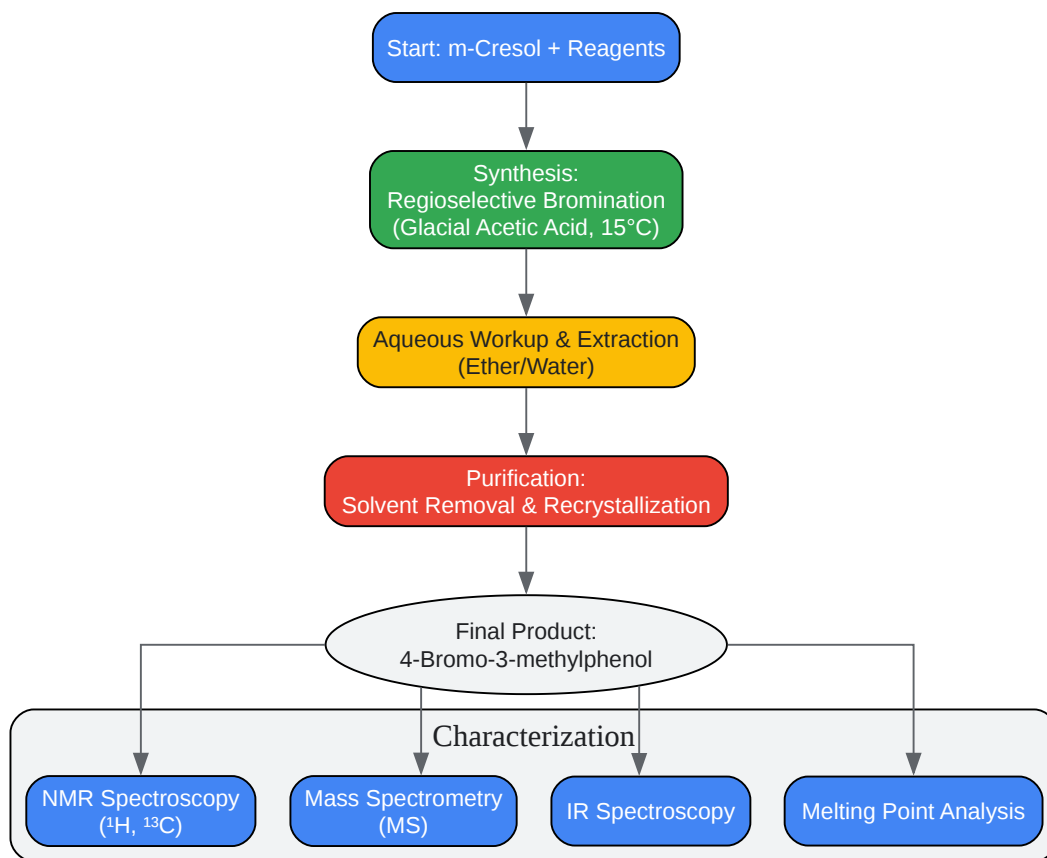 Start: m-Cresol + Reagents
Synthesis:
Regioselective Bromination
(Glacial Acetic Acid, 15°C)
Aqueous Workup & Extraction
(Ether/Water)
Purification:
Solvent Removal & Recrystallization
Final Product:
4-Bromo-3-methylphenol
Characterization
NMR Spectroscopy
(¹H, ¹³C)
Mass Spectrometry
(MS)
IR Spectroscopy
Melting Point Analysis